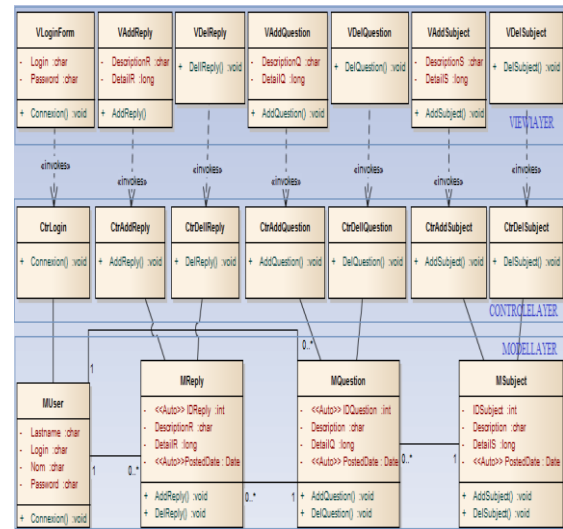 VLoginForm
- Login :char
- Password :char
+ Connexion() :void
VAddReply
- DescriptionR :char
- DetailR :long
+ AddReply()
VDelReply
+ DellReply() :void
VAddQuestion
- DescriptionQ :char
- DetailQ :long
+ AddQuestion() :void
VDelQuestion
+ DelQuestion() :void
VAddSubject
- DescriptionS :char
- DetailS :long
+ AddSubject() :void
VDelSubject
+ DelSubject() :void
VIEWLAYER
«invokes»
«invokes»
«invokes»
«invokes»
«invokes»
«invokes»
«invokes»
CtrLogin
+ Connexion() :void
CtrAddReply
+ AddReply() :void
CtrDellReply
+ DelReply() :void
CtrAddQuestion
+ AddQuestion() :void
CtrDellQuestion
+ DelQuestion() :void
CtrAddSubject
+ AddSubject() :void
CtrDelSubject
+ DelSubject() :void
CONTROLELAYER
MODELLAYER
0..*
1
MUser
- Lastname :char
- Login :char
- Nom :char
- Password :char
+ Connexion() :void
1
0..*
MReply
- <<Auto>> IDReply : int
- DescriptionR :char
- DetailR :long
- <<Auto>>PostedDate : Date
+ AddReply() :void
+ DelReply() :void
0..*
1
MQuestion
- <<Auto>> IDQuestion : int
- Description :char
- DetailQ :long
- <<Auto>> PostedDate : Date
+ AddQuestion() :void
+ DelQuestion() :void
0..*
1
MSubject
- IDSubject :int
- Description :char
- DetailS :long
- <<Auto>> PostedDate : Date
+ AddSubject() :void
+ DelSubject() :void